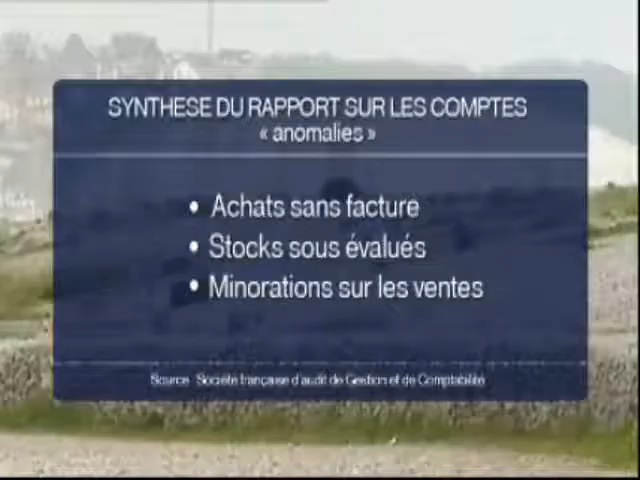 SYNTHESE DU RAPPORT SUR LES COMPTES
« anomalies »
• Achats sans facture
• Stocks sous évalués
• Minorations sur les ventes
Source : Société française d'audit de Gestion et de Comptabilité